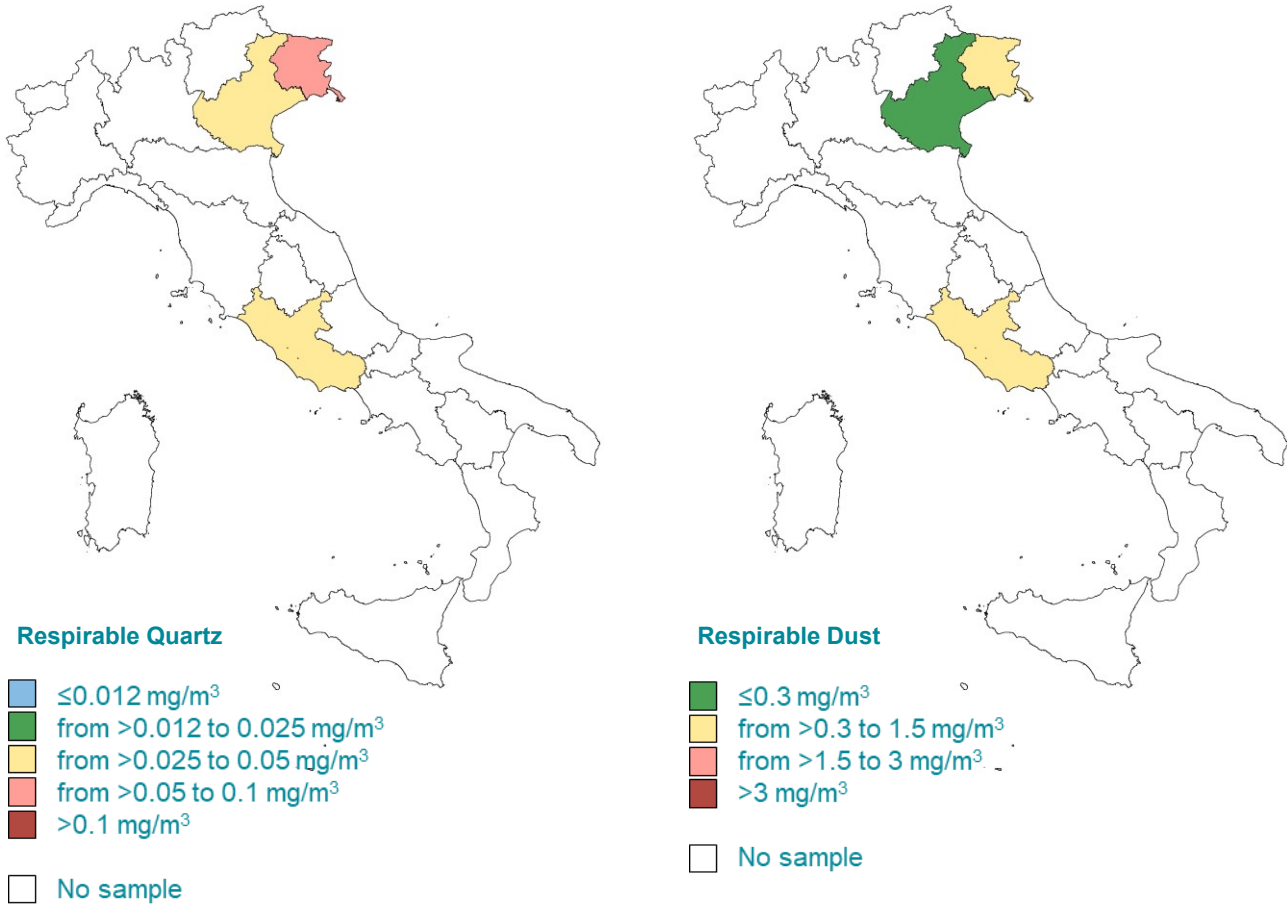 Respirable Quartz
≤0.012 mg/m³
from >0.012 to 0.025 mg/m³
from >0.025 to 0.05 mg/m³
from >0.05 to 0.1 mg/m³
>0.1 mg/m³
No sample
Respirable Dust
≤0.3 mg/m³
from >0.3 to 1.5 mg/m³
from >1.5 to 3 mg/m³
>3 mg/m³
No sample